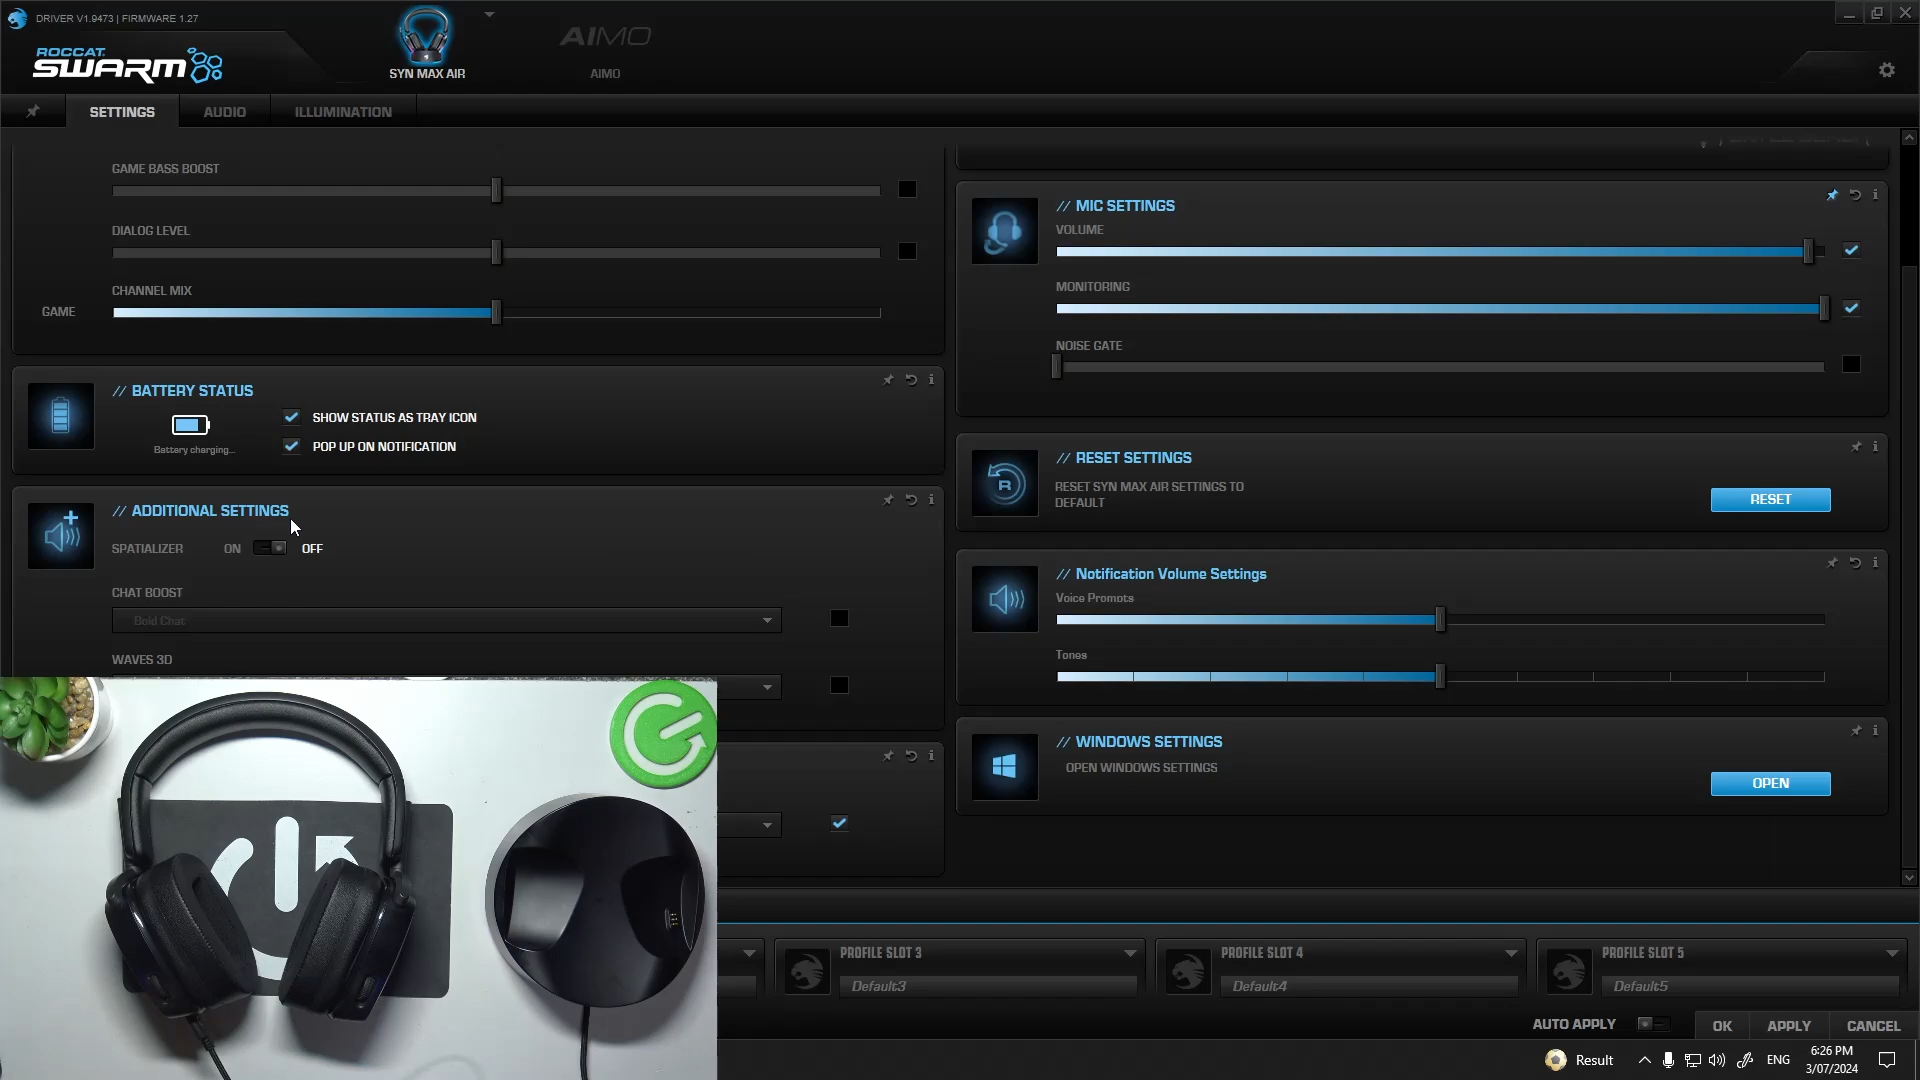 DRIVER V1.9473 | FIRMWARE 1.27
ROCCAT
SWARM
SYN MAX AIR
AIMO
AIMO
SETTINGS
AUDIO
ILLUMINATION
GAME BASS BOOST
DIALOG LEVEL
CHANNEL MIX
GAME
// BATTERY STATUS
Battery charging...
SHOW STATUS AS TRAY ICON
POP UP ON NOTIFICATION
// ADDITIONAL SETTINGS
SPATIALIZER ON OFF
CHAT BOOST
Bold Chat
WAVES 3D
// MIC SETTINGS
VOLUME
MONITORING
NOISE GATE
// RESET SETTINGS
RESET SYN MAX AIR SETTINGS TO
DEFAULT
RESET
// Notification Volume Settings
Voice Prompts
Tones
// WINDOWS SETTINGS
OPEN WINDOWS SETTINGS
OPEN
PROFILE SLOT 3
Default3
PROFILE SLOT 4
Default4
PROFILE SLOT 5
Default5
AUTO APPLY
OK
APPLY
CANCEL
Result
ENG
6:26 PM
3/07/2024